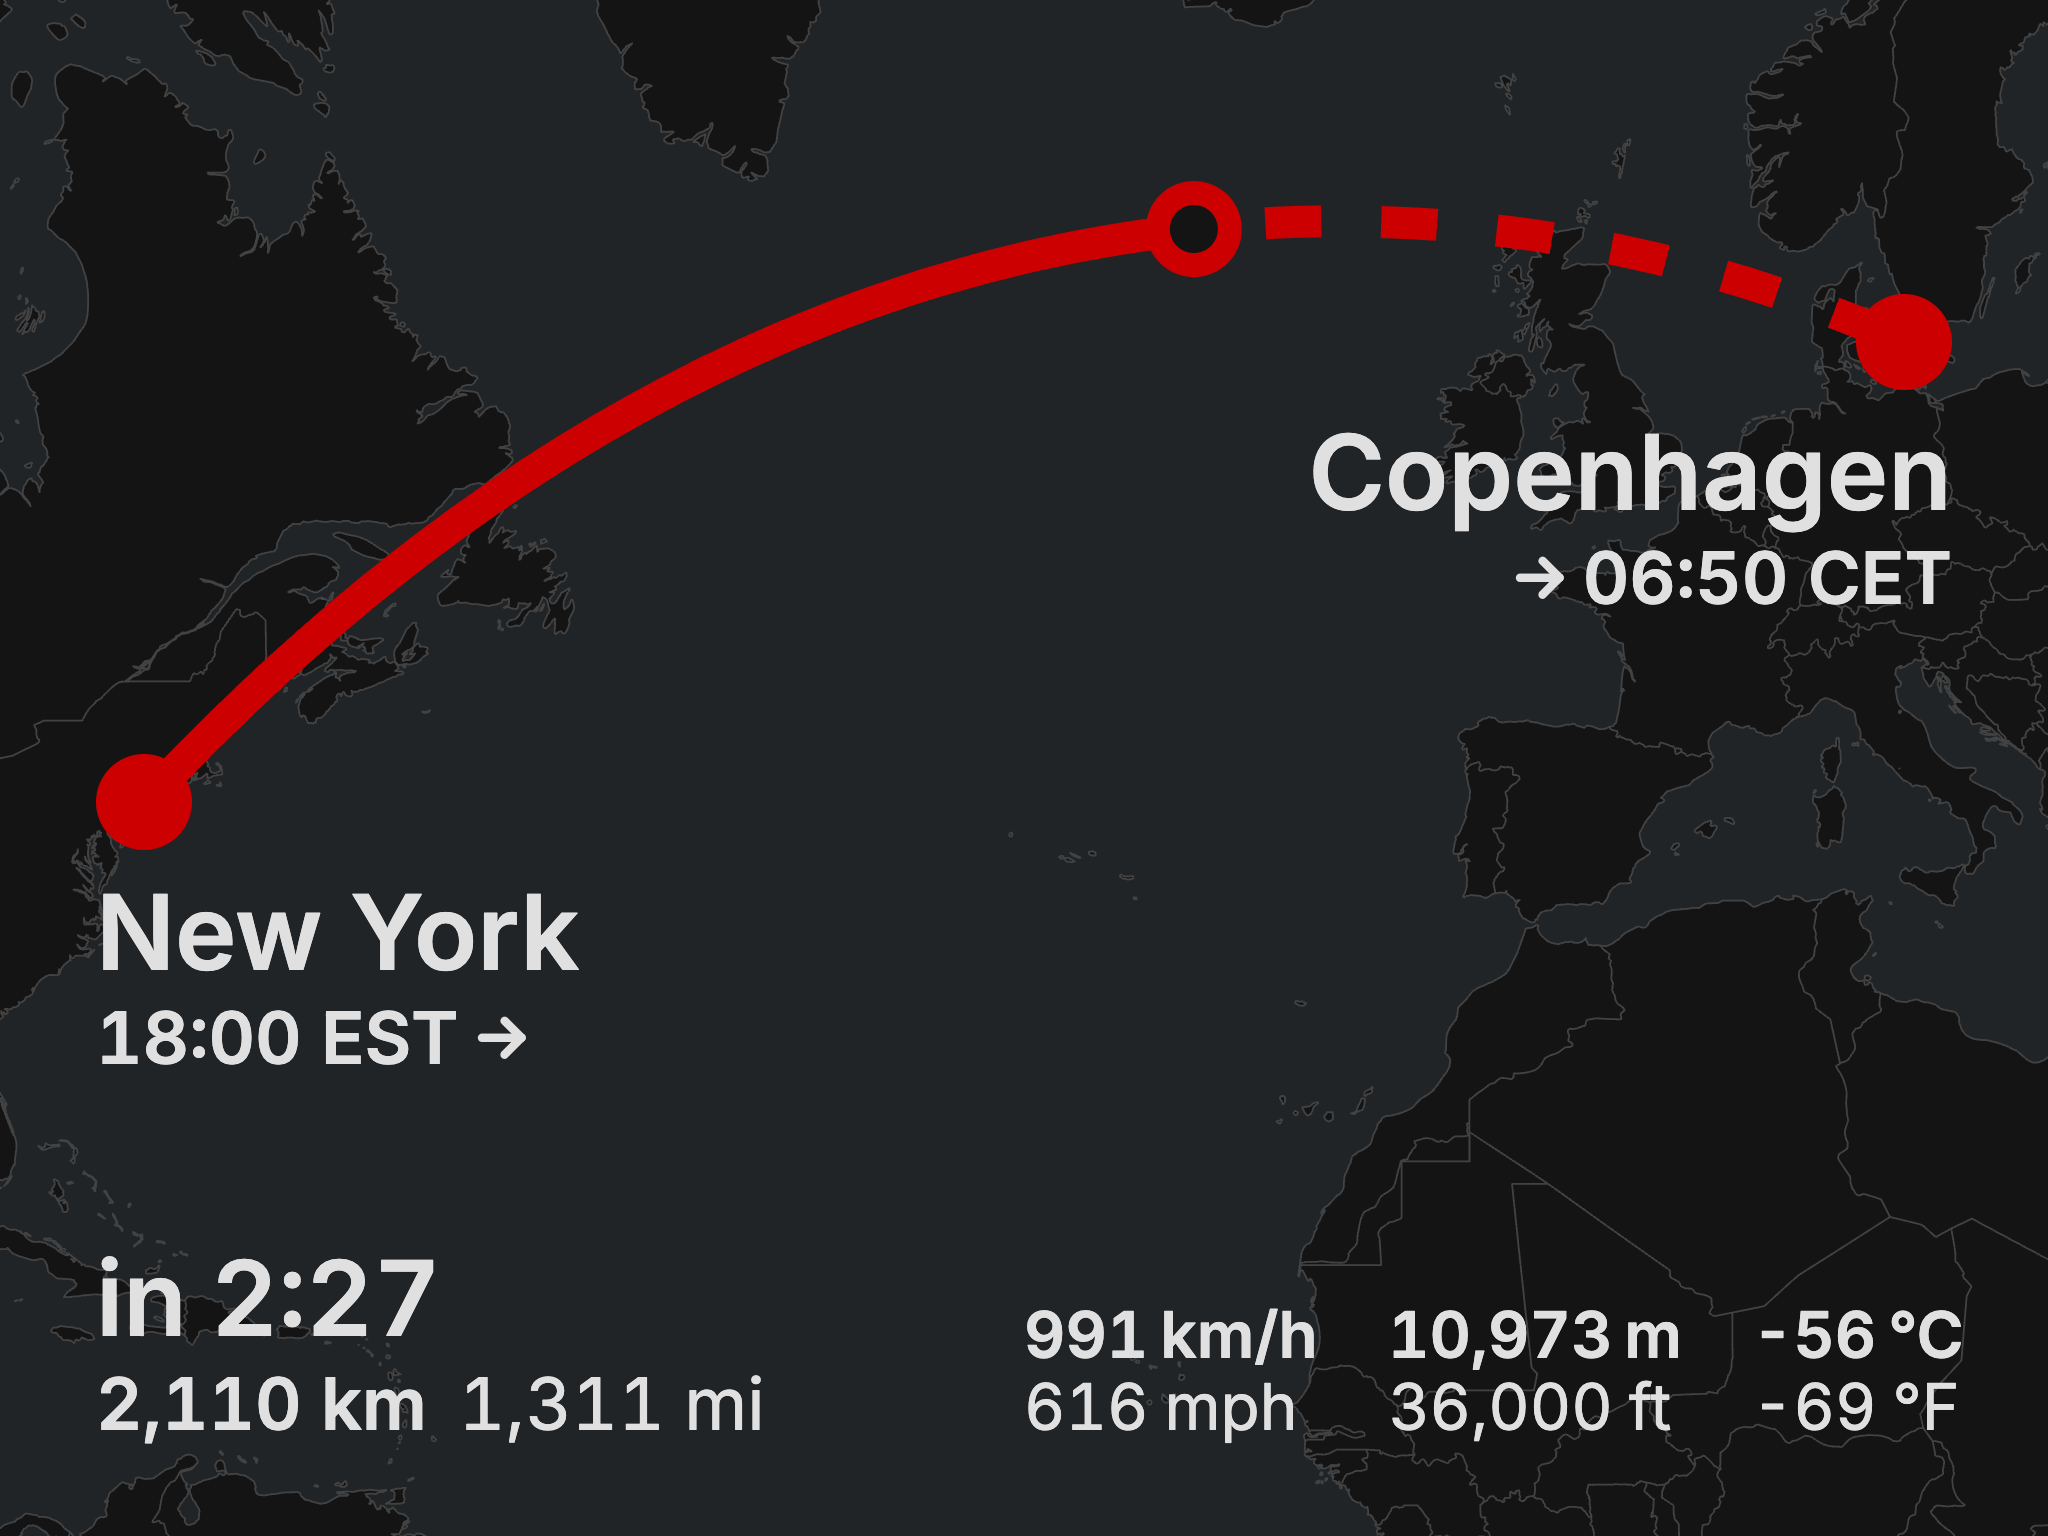 Copenhagen
→ 06:50 CET
New York
18:00 EST →
in 2:27
2,110 km 1,311 mi
991 km/h 10,973 m -56 °C
616 mph 36,000 ft -69 °F